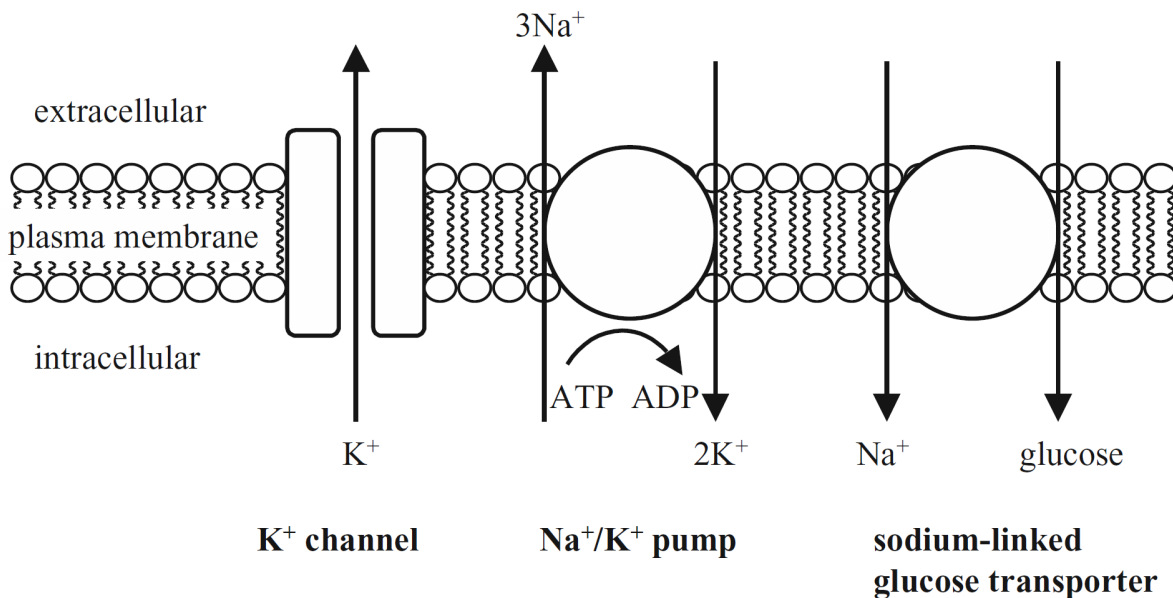 3Na⁺
extracellular
plasma membrane
intracellular
ATP ADP
K⁺
2K⁺
Na⁺
glucose
K⁺ channel
Na⁺/K⁺ pump
sodium-linked
glucose transporter